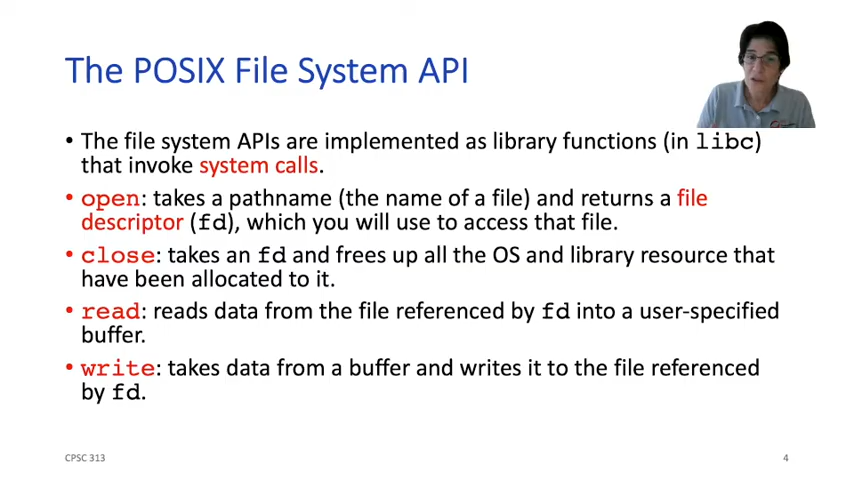 The POSIX File System API
• The file system APIs are implemented as library functions (in libc)
that invoke system calls.
• open: takes a pathname (the name of a file) and returns a file
descriptor (fd), which you will use to access that file.
• close: takes an fd and frees up all the OS and library resource that
have been allocated to it.
• read: reads data from the file referenced by fd into a user-specified
buffer.
• write: takes data from a buffer and writes it to the file referenced
by fd.
CPSC 313
4